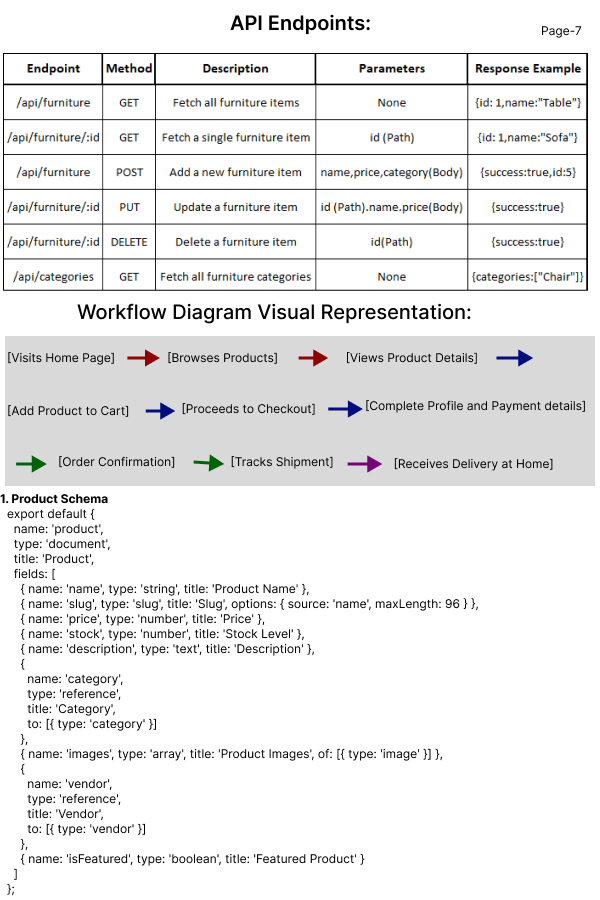 API Endpoints:
Page-7
Endpoint Method Description Parameters Response Example
/api/furniture GET Fetch all furniture items None {id: 1,name:"Table"}
/api/furniture/:id GET Fetch a single furniture item id (Path) {id: 1,name:"Sofa"}
/api/furniture POST Add a new furniture item name,price,category(Body) {success:true,id:5}
/api/furniture/:id PUT Update a furniture item id (Path).name.price(Body) {success:true}
/api/furniture/:id DELETE Delete a furniture item id(Path) {success:true}
/api/categories GET Fetch all furniture categories None {categories:["Chair"]}
Workflow Diagram Visual Representation:
[Visits Home Page] [Browses Products] [Views Product Details]
[Add Product to Cart] [Proceeds to Checkout] [Complete Profile and Payment details]
[Order Confirmation] [Tracks Shipment] [Receives Delivery at Home]
1. Product Schema
export default {
name: 'product',
type: 'document',
title: 'Product',
fields: [
{ name: 'name', type: 'string', title: 'Product Name' },
{ name: 'slug', type: 'slug', title: 'Slug', options: { source: 'name', maxLength: 96 } },
{ name: 'price', type: 'number', title: 'Price' },
{ name: 'stock', type: 'number', title: 'Stock Level' },
{ name: 'description', type: 'text', title: 'Description' },
{
name: 'category',
type: 'reference',
title: 'Category',
to: [{ type: 'category' }]
},
{ name: 'images', type: 'array', title: 'Product Images', of: [{ type: 'image' }] },
{
name: 'vendor',
type: 'reference',
title: 'Vendor',
to: [{ type: 'vendor' }]
},
{ name: 'isFeatured', type: 'boolean', title: 'Featured Product' }
]
};